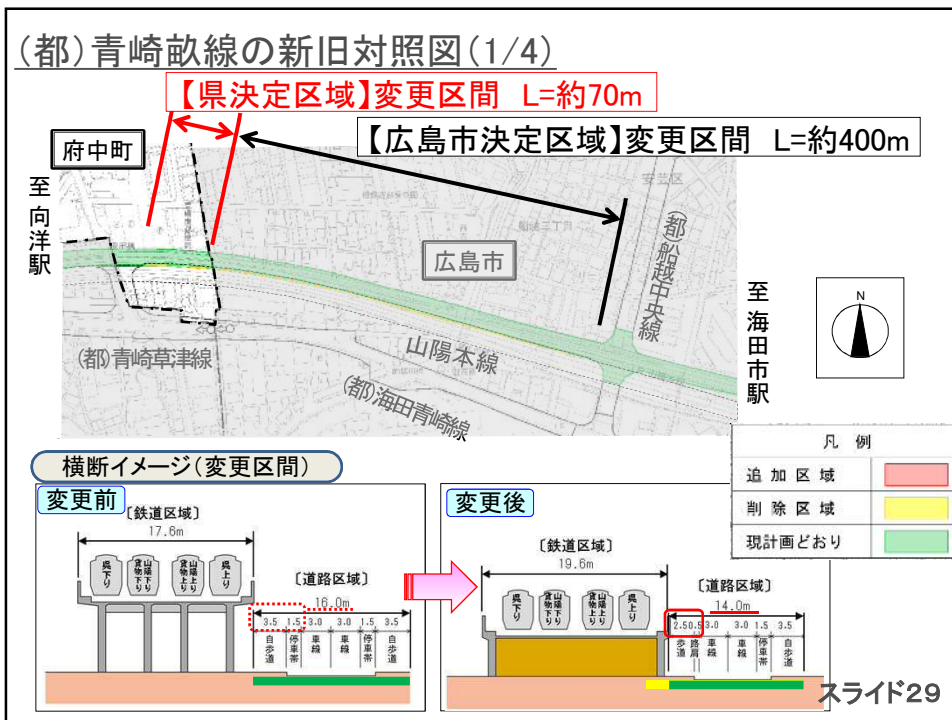 (都)青崎畝線の新旧対照図(1/4)
【県決定区域】変更区間 L=約70m
【広島市決定区域】変更区間 L=約400m
府中町
至向洋駅
広島市
安芸区
(都)船越中央線
至海田市駅
N
(都)青崎草津線
山陽本線
(都)海田青崎線
凡 例
追加区域
削除区域
現計画どおり
横断イメージ(変更区間)
変更前
〔鉄道区域〕
17.6m
呉下り
山陽下り貨物下り
山陽上り貨物上り
呉上り
〔道路区域〕
16.0m
3.5 1.5 3.0 3.0 1.5 3.5
自歩道 停車帯 車線 車線 停車帯 自歩道
変更後
〔鉄道区域〕
19.6m
呉下り
山陽下り貨物下り
山陽上り貨物上り
呉上り
〔道路区域〕
14.0m
2.5 0.5 3.0 3.0 1.5 3.5
歩道 路肩 車線 車線 停車帯 自歩道
スライド29